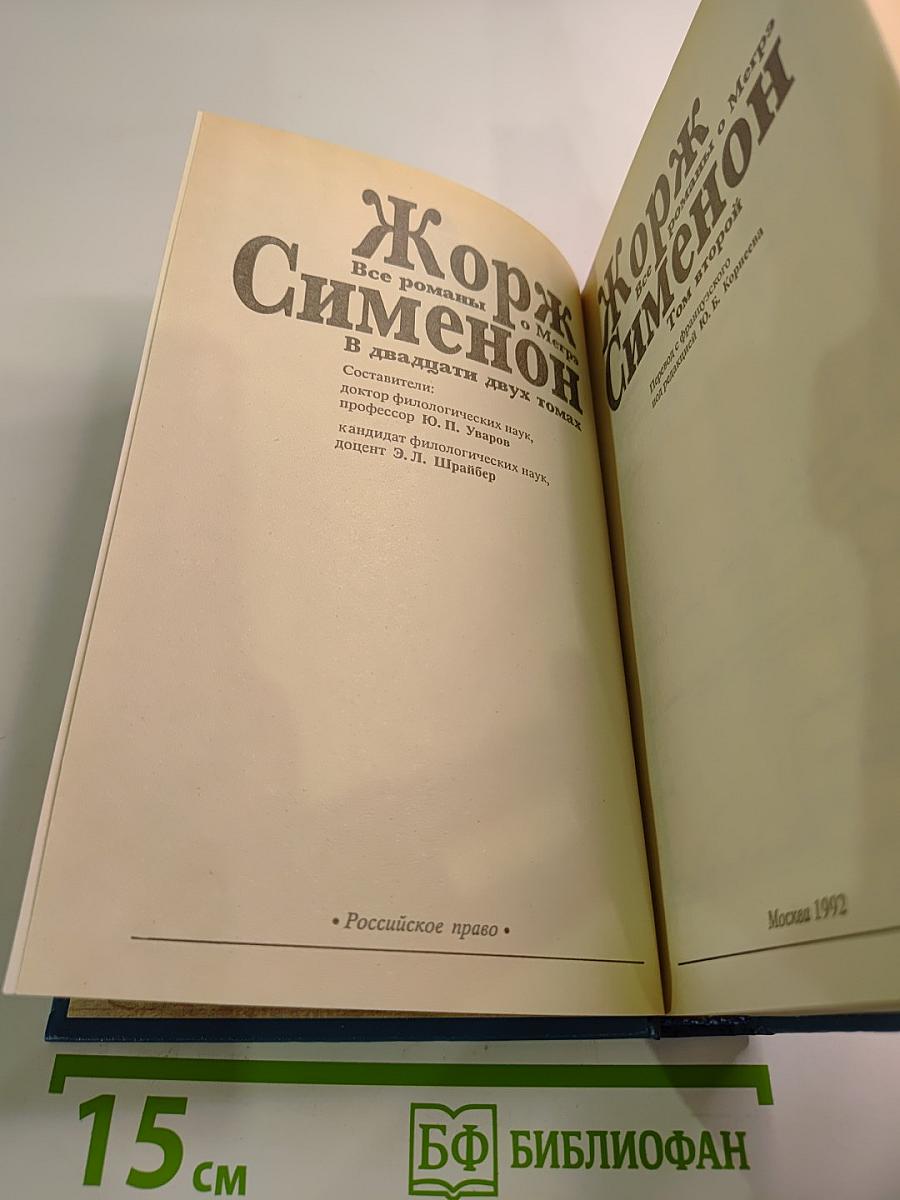 Жорж
Все романы о Мегрэ
Сименон
В двадцати двух томах
Составители:
доктор филологических наук,
профессор Ю. П. Уваров
кандидат филологических наук,
доцент Э. Л. Шрайбер
• Российское право •
Жорж
Все романы о Мегрэ
Сименон
Том второй
Перевод с французского
под редакцией Ю. Б. Корнеева
Москва 1992
15 см
БФ БИБЛИОФАН